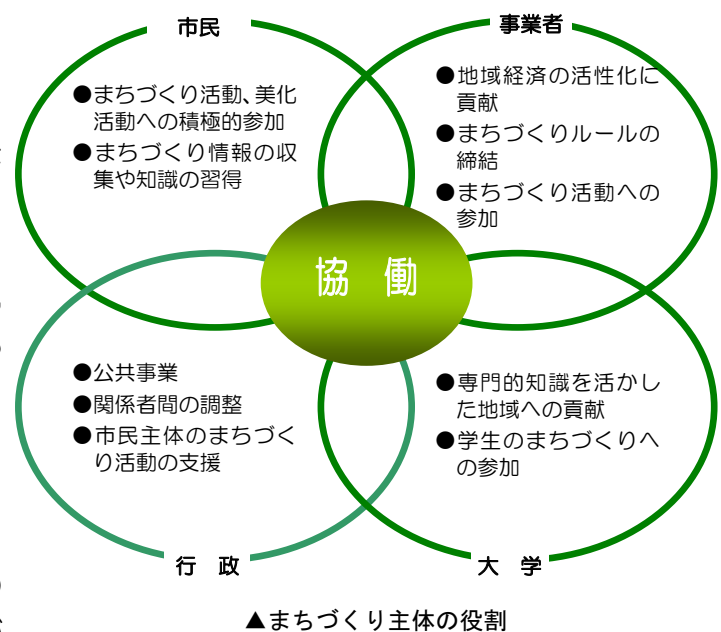 市民
●まちづくり活動、美化
活動への積極的参加
●まちづくり情報の収
集や知識の習得
事業者
●地域経済の活性化に
貢献
●まちづくりルールの
締結
●まちづくり活動への
参加
協 働
●公共事業
●関係者間の調整
●市民主体のまちづく
り活動の支援
行 政
●専門的知識を活かし
た地域への貢献
●学生のまちづくりへ
の参加
大 学
▲まちづくり主体の役割